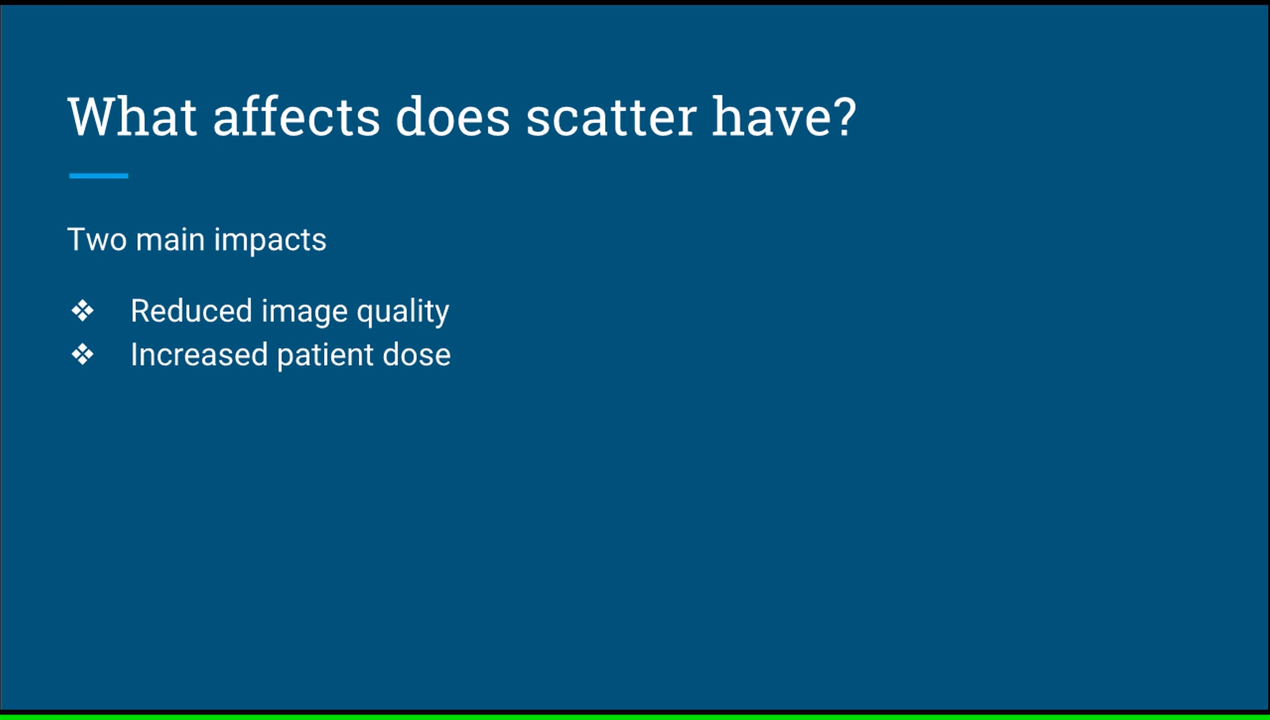 What affects does scatter have?
Two main impacts
❖ Reduced image quality
❖ Increased patient dose